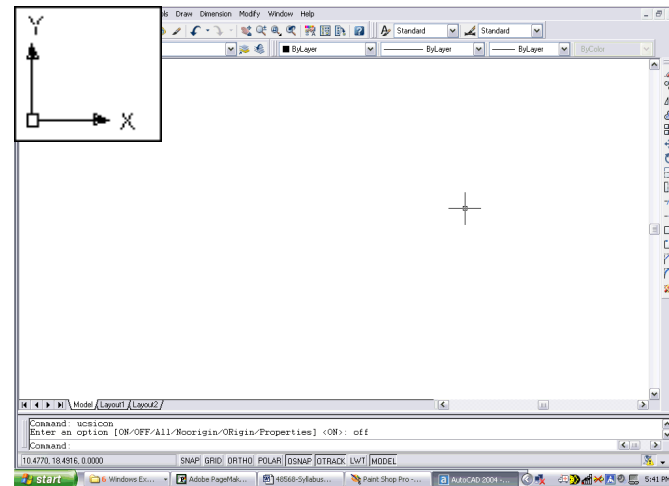 Y
X
ols Draw Dimension Modify Window Help
Standard Standard
ByLayer ByLayer ByLayer ByColor
Model Layout1 Layout2
Command: ucsicon
Enter an option [ON/OFF/All/Noorigin/ORigin/Properties] <ON>: off
Command:
10.4770, 18.4916, 0.0000 SNAP GRID ORTHO POLAR OSNAP OTRACK LWT MODEL
start 6 Windows Ex... Adobe PageMak... 48568-Syllabus... Paint Shop Pro -... AutoCAD 2004 -... 5:41 PM